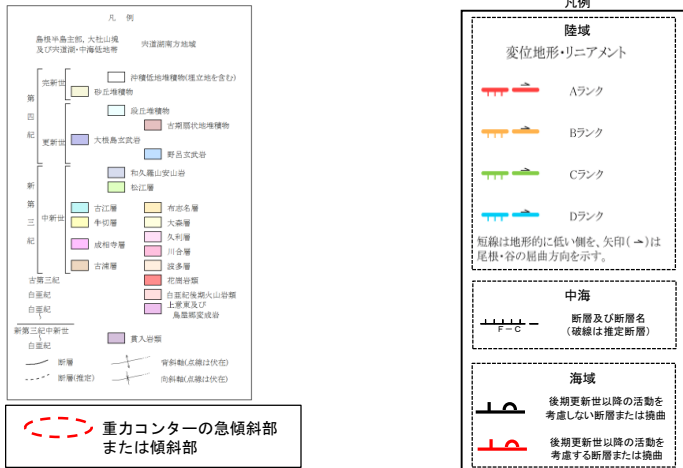 凡 例
島根半島主部, 大社山塊
及び宍道湖・中海低地帯
宍道湖南方地域
第四紀
完新世
沖積低地堆積物(埋立地を含む)
砂丘堆積物
更新世
段丘堆積物
古期扇状地堆積物
大根島玄武岩
野呂玄武岩
新第三紀
中新世
和久羅山安山岩
松江層
古江層
布志名層
牛切層
大森層
久利層
成相寺層
川合層
古浦層
波多層
古第三紀
花崗岩類
白亜紀
白亜紀後期火山岩類
白亜紀
上意東及び
鳥屋郷変成岩
新第三紀中新世
白亜紀
貫入岩類
断層
背斜軸(点線は伏在)
断層(推定)
向斜軸(点線は伏在)
重力コンターの急傾斜部
または傾斜部
凡例
陸域
変位地形・リニアメント
Aランク
Bランク
Cランク
Dランク
短線は地形的に低い側を、矢印( )は
尾根・谷の屈曲方向を示す。
中海
F-C
断層及び断層名
(破線は推定断層)
海域
後期更新世以降の活動を
考慮しない断層または撓曲
後期更新世以降の活動を
考慮する断層または撓曲